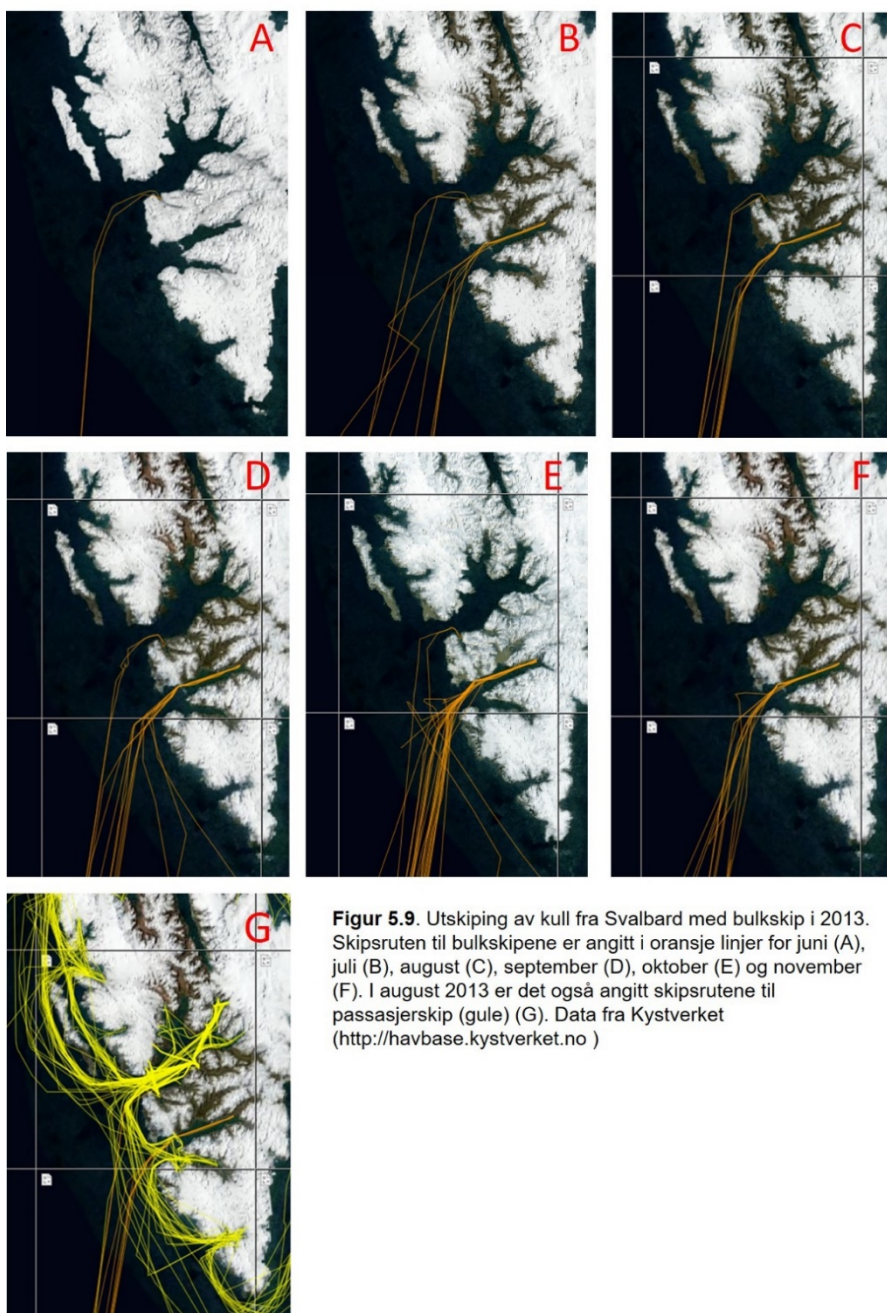 A
B
C
D
E
F
G
Figur 5.9. Utskiping av kull fra Svalbard med bulkskip i 2013.
Skipsruten til bulkskipene er angitt i oransje linjer for juni (A),
juli (B), august (C), september (D), oktober (E) og november
(F). I august 2013 er det også angitt skipsrutene til
passasjerskip (gule) (G). Data fra Kystverket
(http://havbase.kystverket.no )